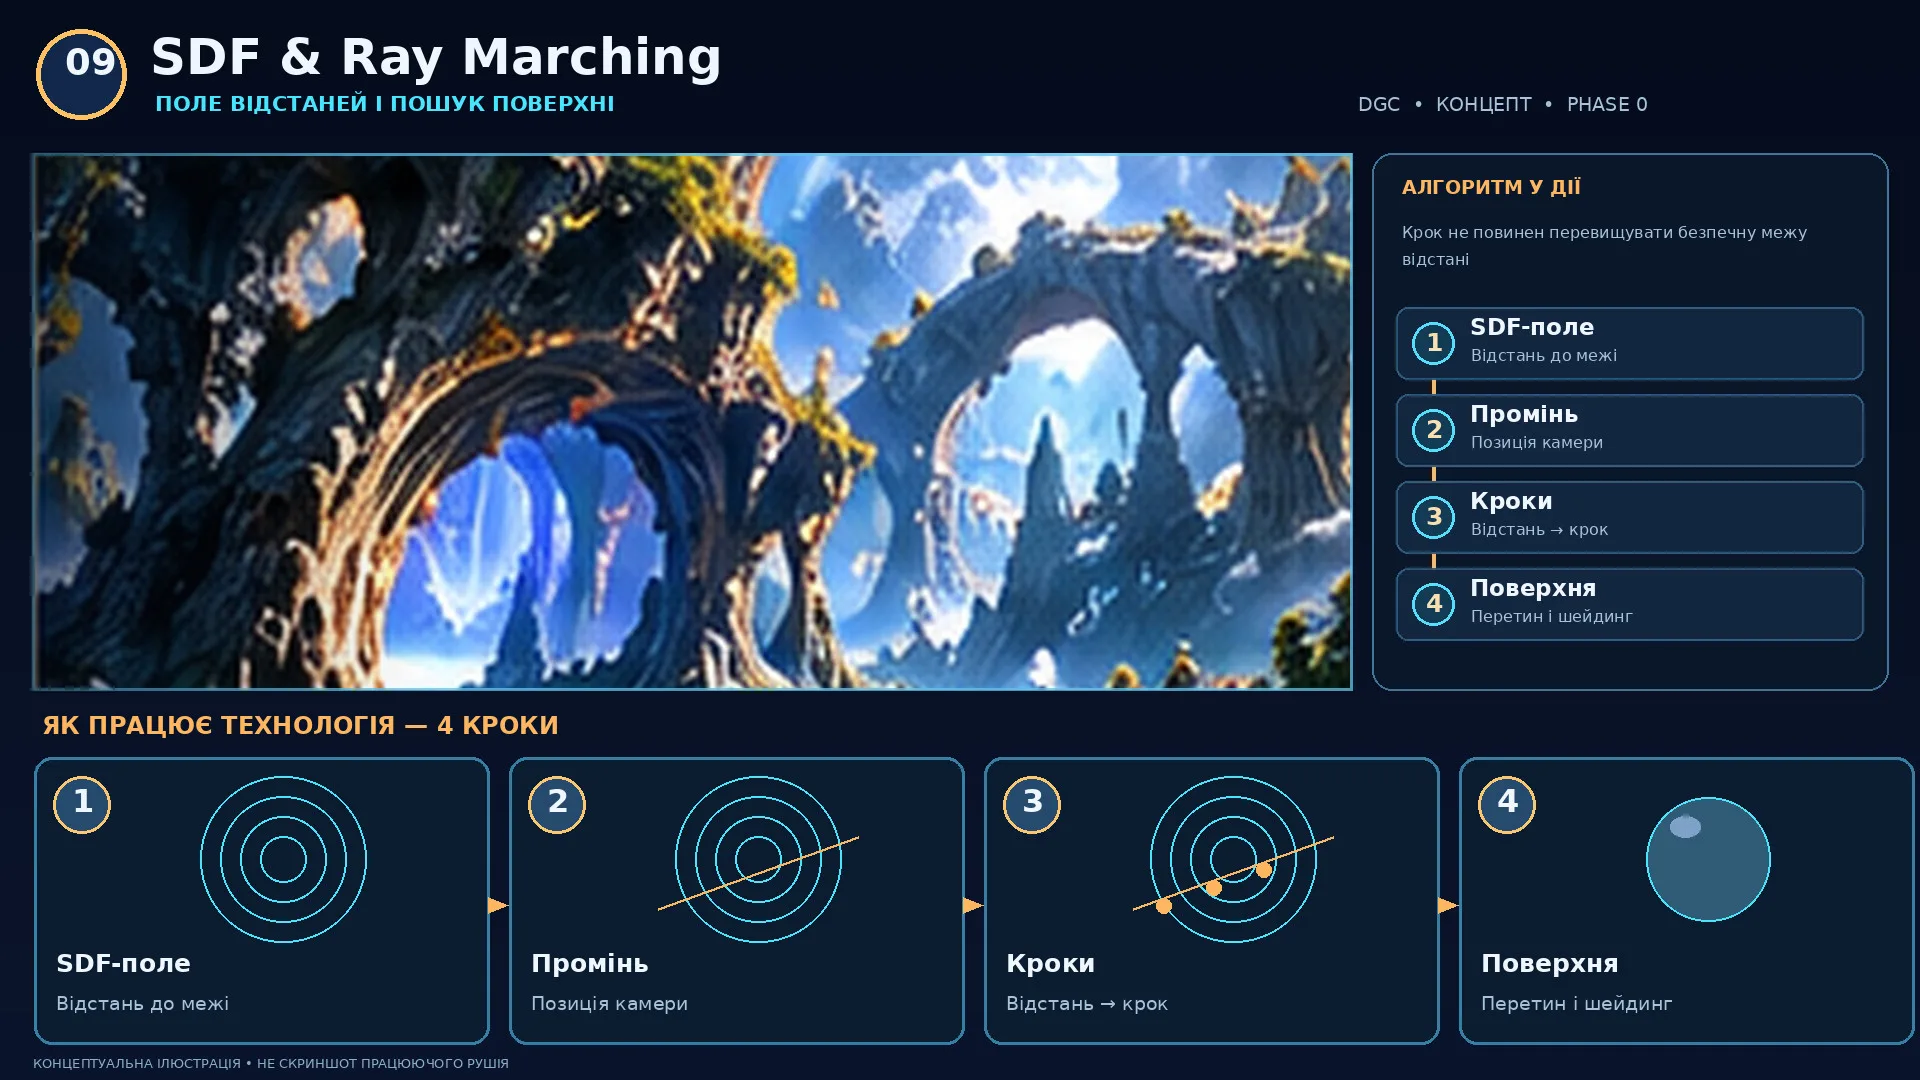 09
SDF & Ray Marching
ПОЛЕ ВІДСТАНЕЙ І ПОШУК ПОВЕРХНІ
DGC • КОНЦЕПТ • PHASE 0
АЛГОРИТМ У ДІЇ
Крок не повинен перевищувати безпечну межу
відстані
1
SDF-поле
Відстань до межі
2
Промінь
Позиція камери
3
Кроки
Відстань → крок
4
Поверхня
Перетин і шейдинг
ЯК ПРАЦЮЄ ТЕХНОЛОГІЯ — 4 КРОКИ
1
SDF-поле
Відстань до межі
2
Промінь
Позиція камери
3
Кроки
Відстань → крок
4
Поверхня
Перетин і шейдинг
КОНЦЕПТУАЛЬНА ІЛЮСТРАЦІЯ • НЕ СКРИНШОТ ПРАЦЮЮЧОГО РУШІЯ